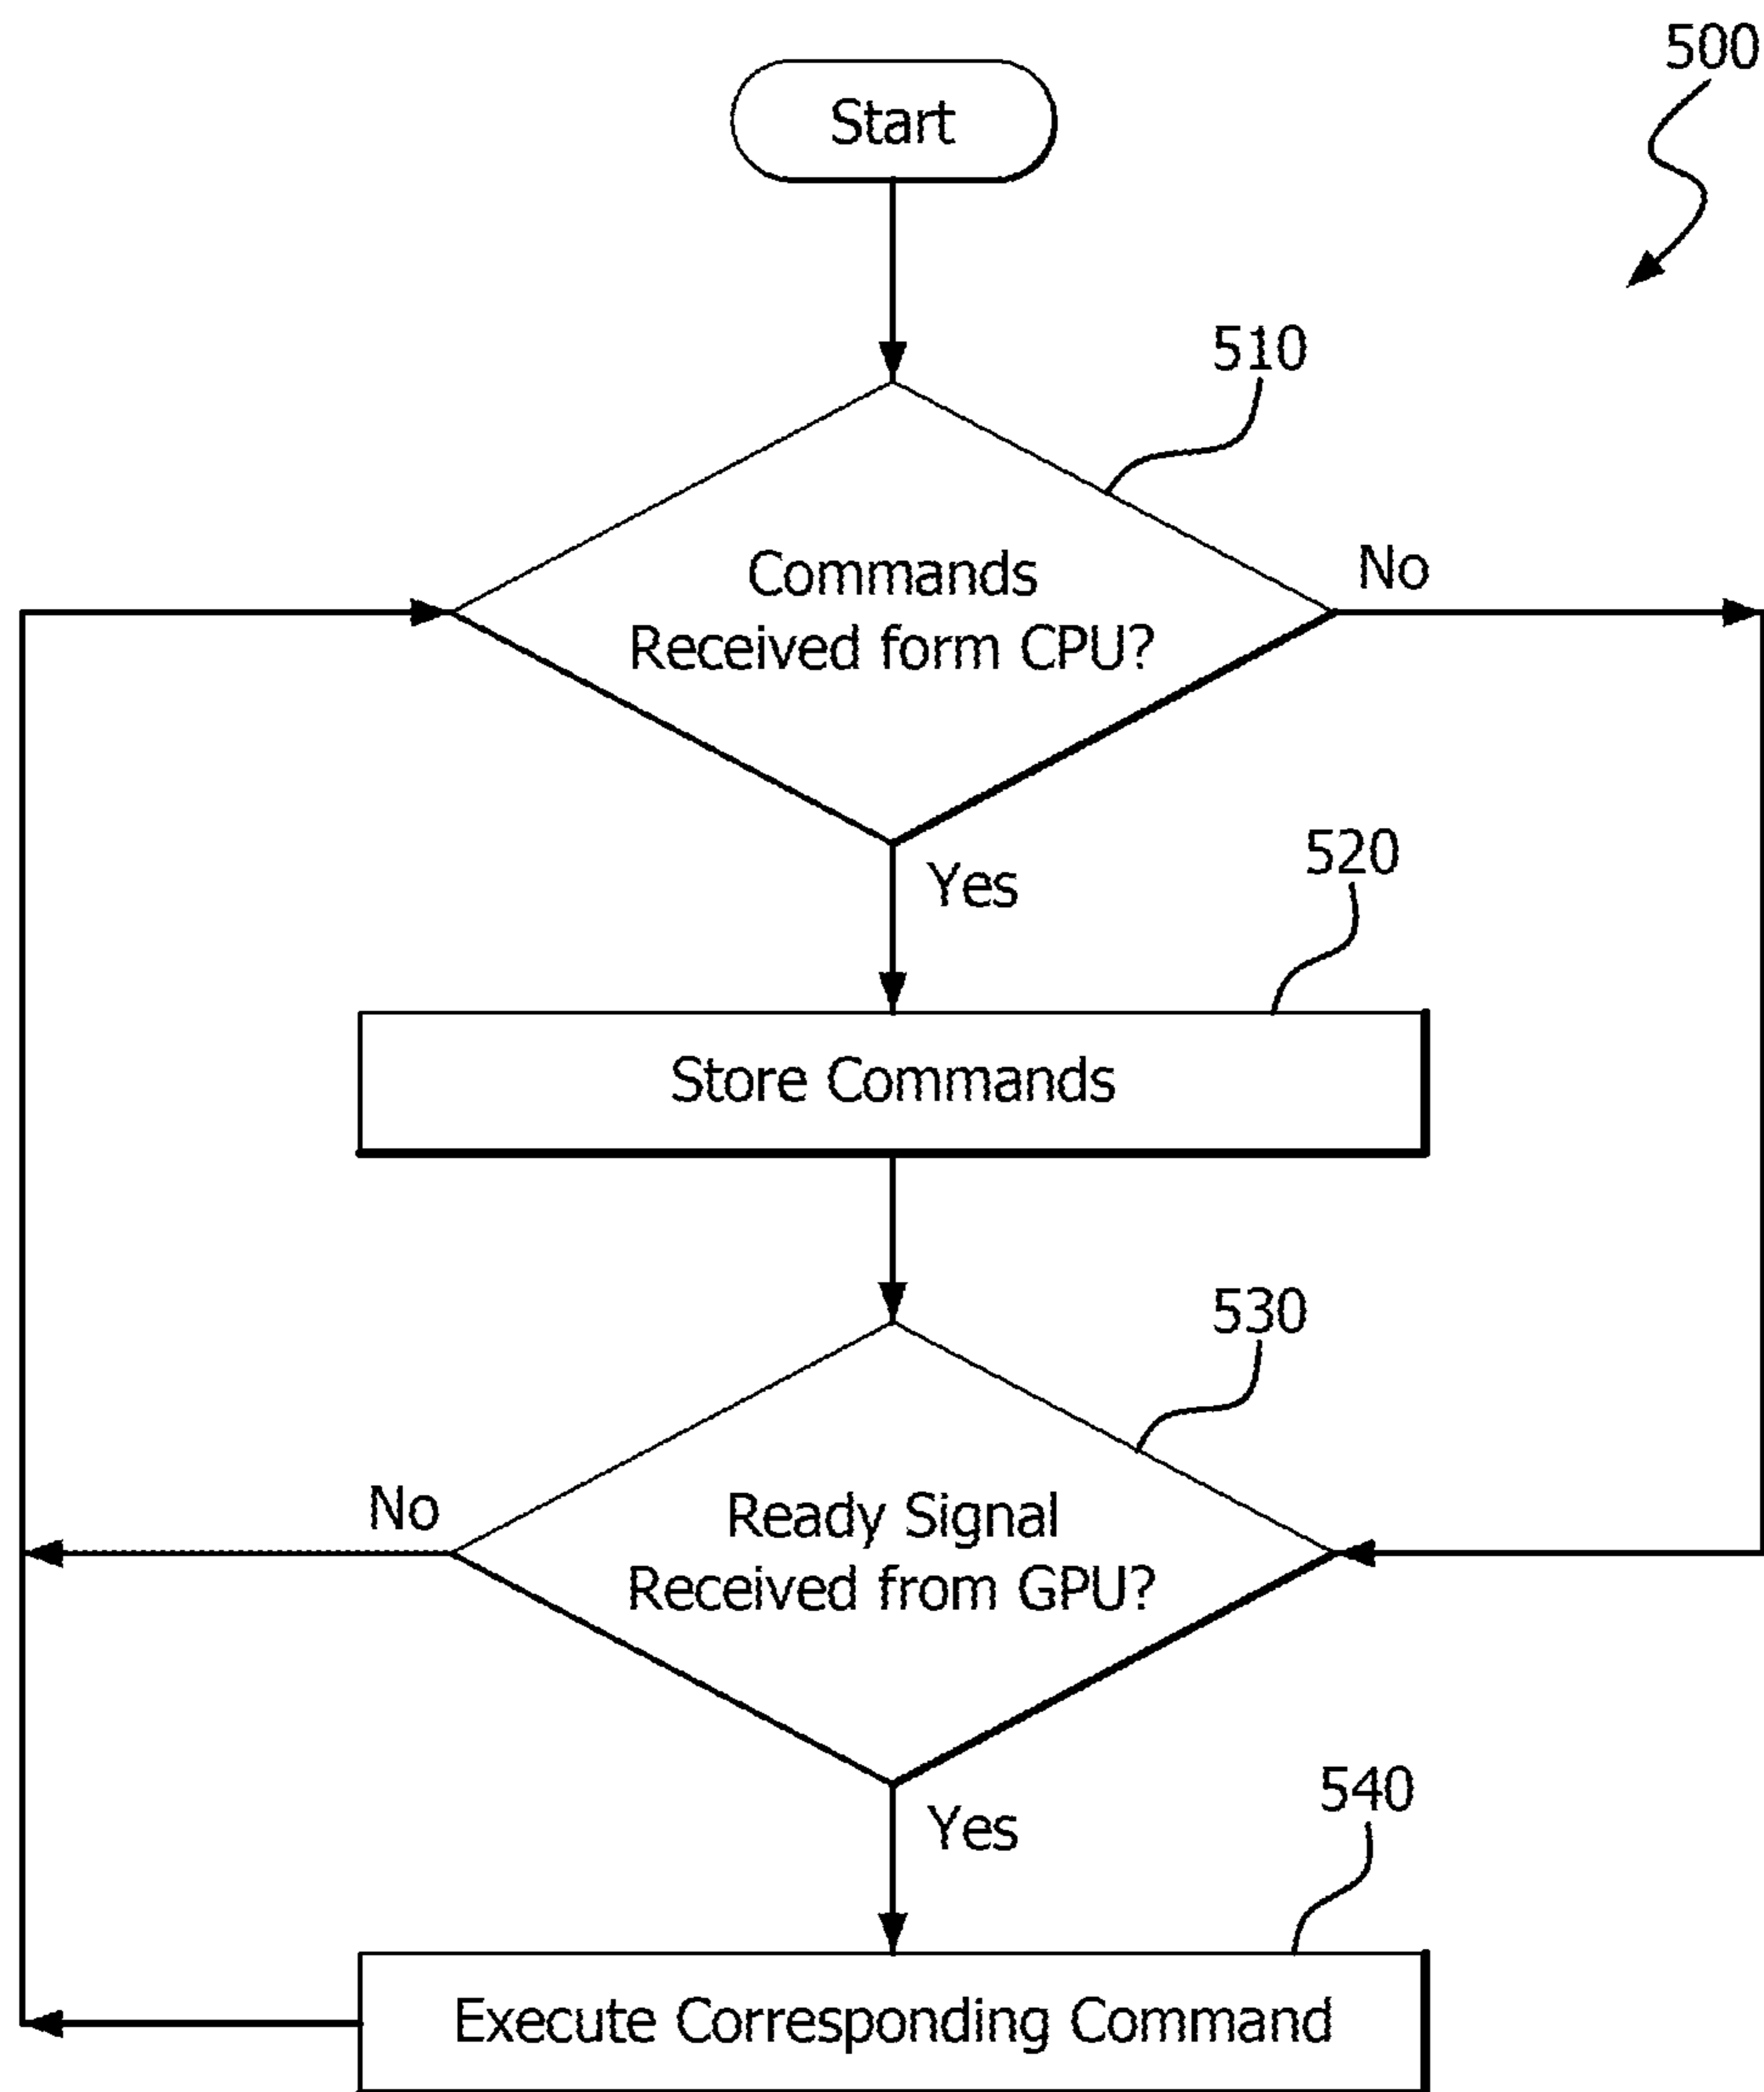 500
Start
510
Commands
Received form CPU?
No
Yes
520
Store Commands
530
No
Ready Signal
Received from GPU?
Yes
540
Execute Corresponding Command